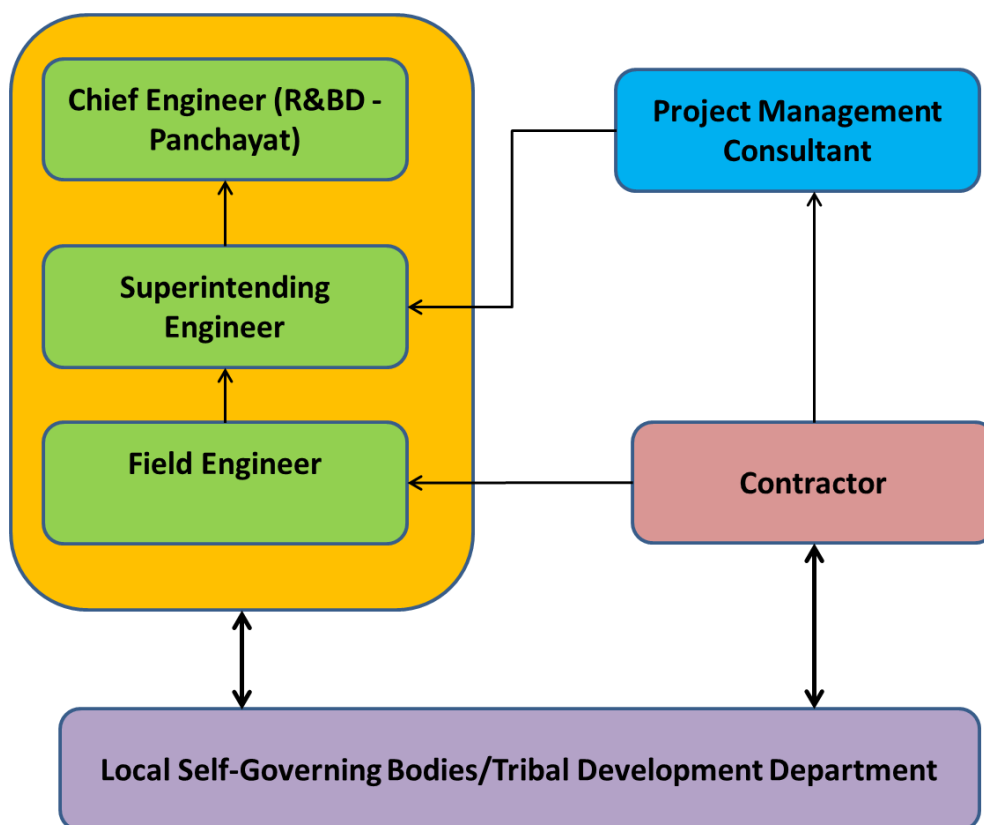 Chief Engineer (R&BD -
Panchayat)
Project Management
Consultant
Superintending
Engineer
Field Engineer
Contractor
Local Self-Governing Bodies/Tribal Development Department